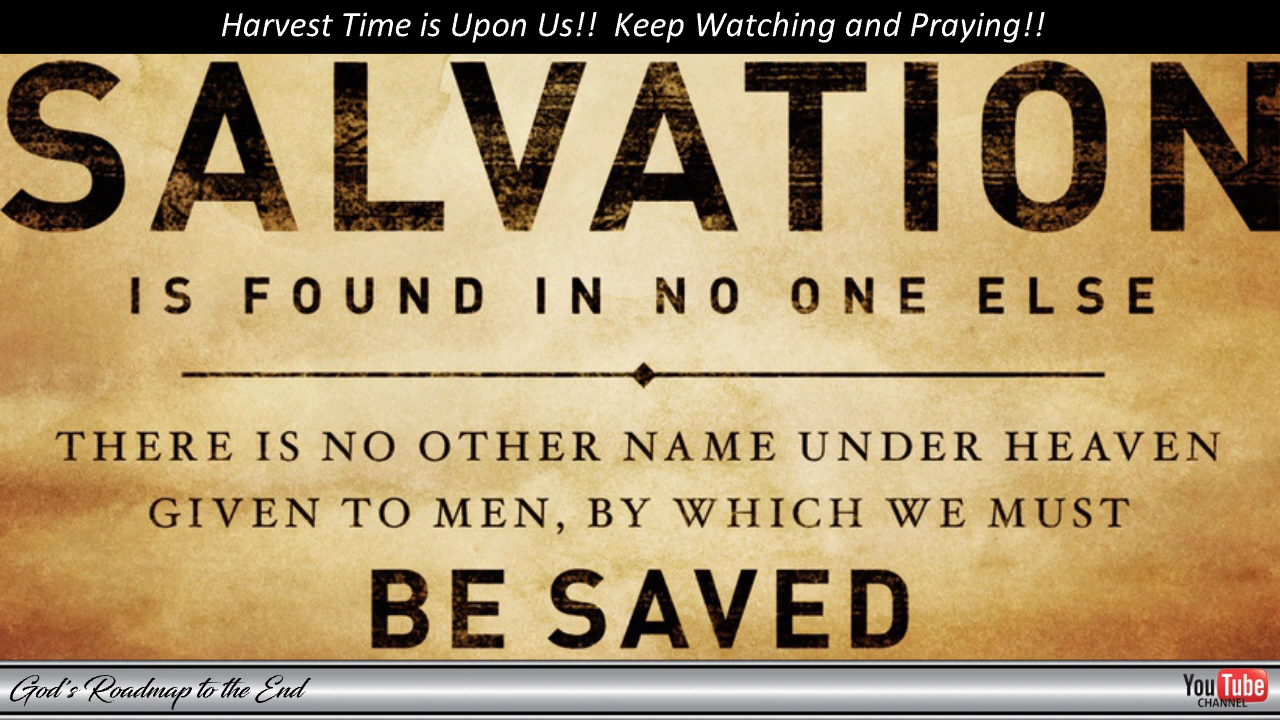 Harvest Time is Upon Us!! Keep Watching and Praying!!
SALVATION
IS FOUND IN NO ONE ELSE
THERE IS NO OTHER NAME UNDER HEAVEN
GIVEN TO MEN, BY WHICH WE MUST
BE SAVED
God's Roadmap to the End
YouTube
CHANNEL